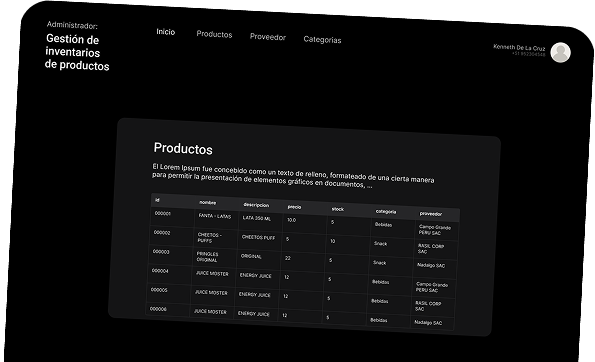 Administrador:
Gestión de
inventarios
de productos
Inicio Productos Proveedor Categorias
Kenneth De La Cruz
Productos
El Lorem Ipsum fue concebido como un texto de relleno, formateado de una cierta manera
para permitir la presentación de elementos gráficos en documentos, ...
id nombre descripcion precio stock categoria proveedor
000001 FANTA - LATAS LATA 350 ML 10.0 5 Bebidas Campo Grande
PERU SAC
000002 CHEETOS - CHEETOS PUFF 5 10 Snack RASIL CORP
PUFFS SAC
000003 PRINGLES ORIGINAL 22 5 Snack Nadalgo SAC
ORIGINAL
000004 JUICE MOSTER ENERGY JUICE 12 5 Bebidas Campo Grande
PERU SAC
000005 JUICE MOSTER ENERGY JUICE 12 5 Bebidas RASIL CORP
SAC
000006 JUICE MOSTER ENERGY JUICE 12 5 Bebidas Nadalgo SAC